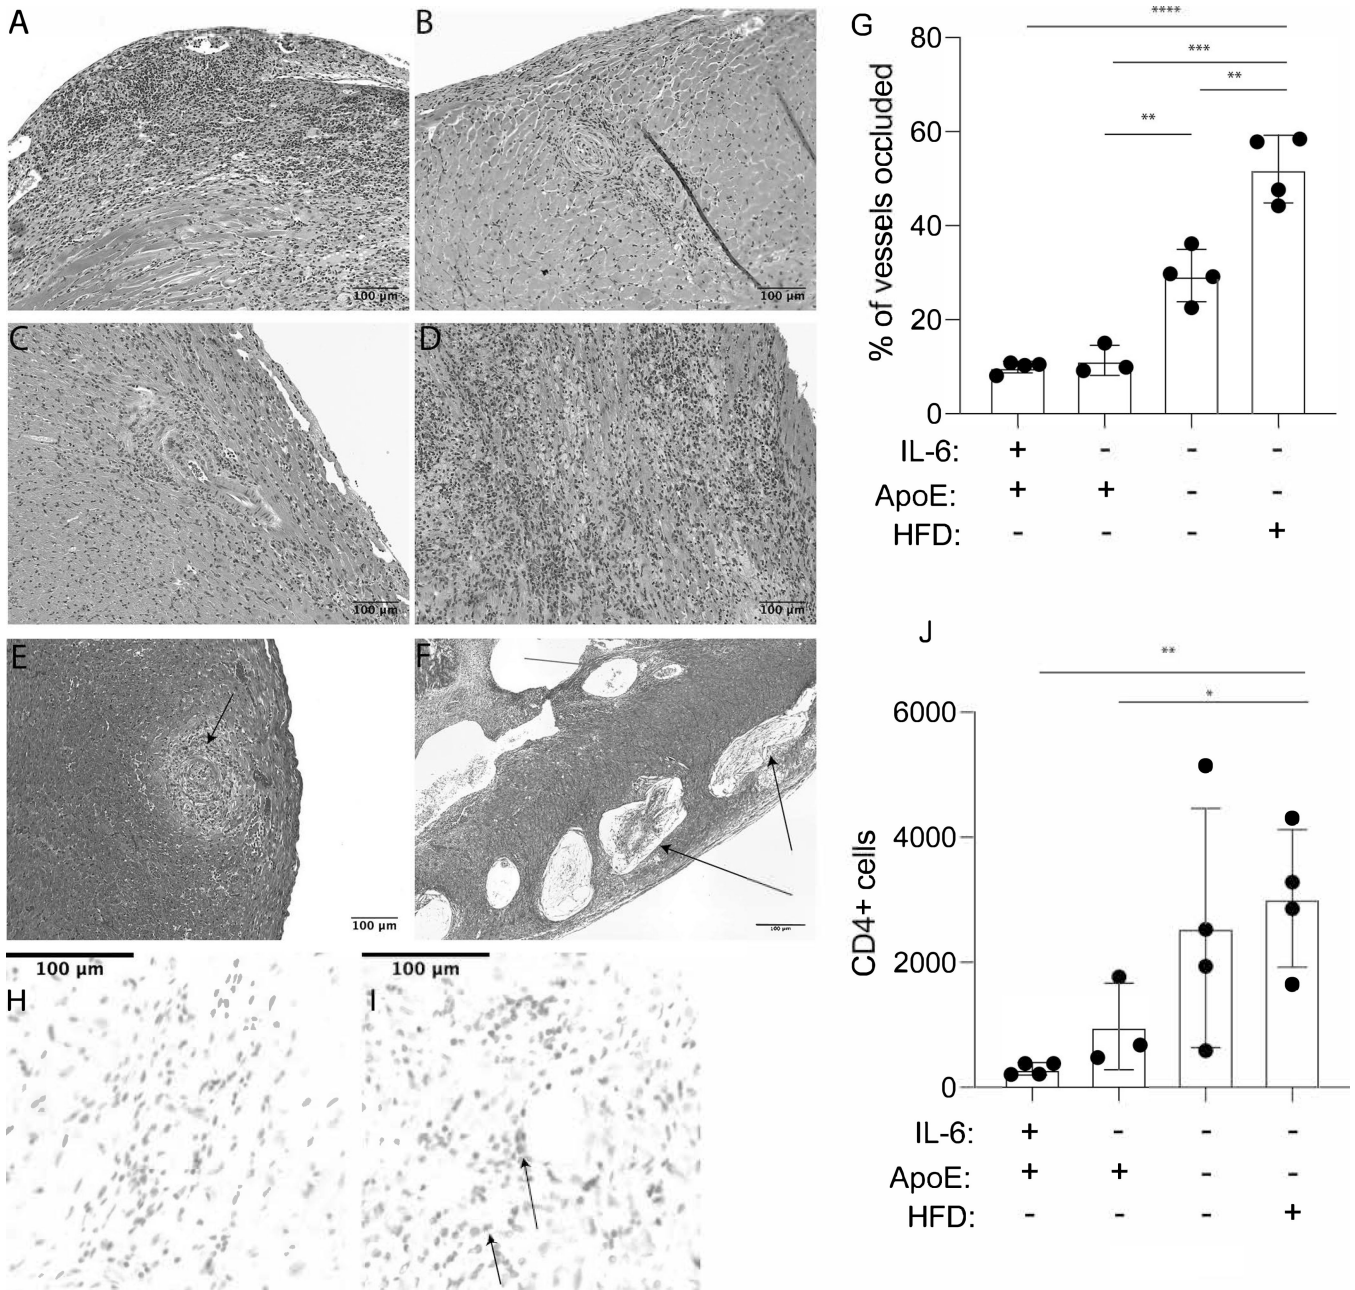 A
100 µm
B
100 µm
C
100 µm
D
100 µm
E
100 µm
F
100 µm
G
****
***
**
**
% of vessels occluded
80
60
40
20
0
IL-6: + - - -
ApoE: + + - -
HFD: - - - +
100 µm
H
100 µm
I
J
**
*
CD4+ cells
6000
4000
2000
0
IL-6: + - - -
ApoE: + + - -
HFD: - - - +